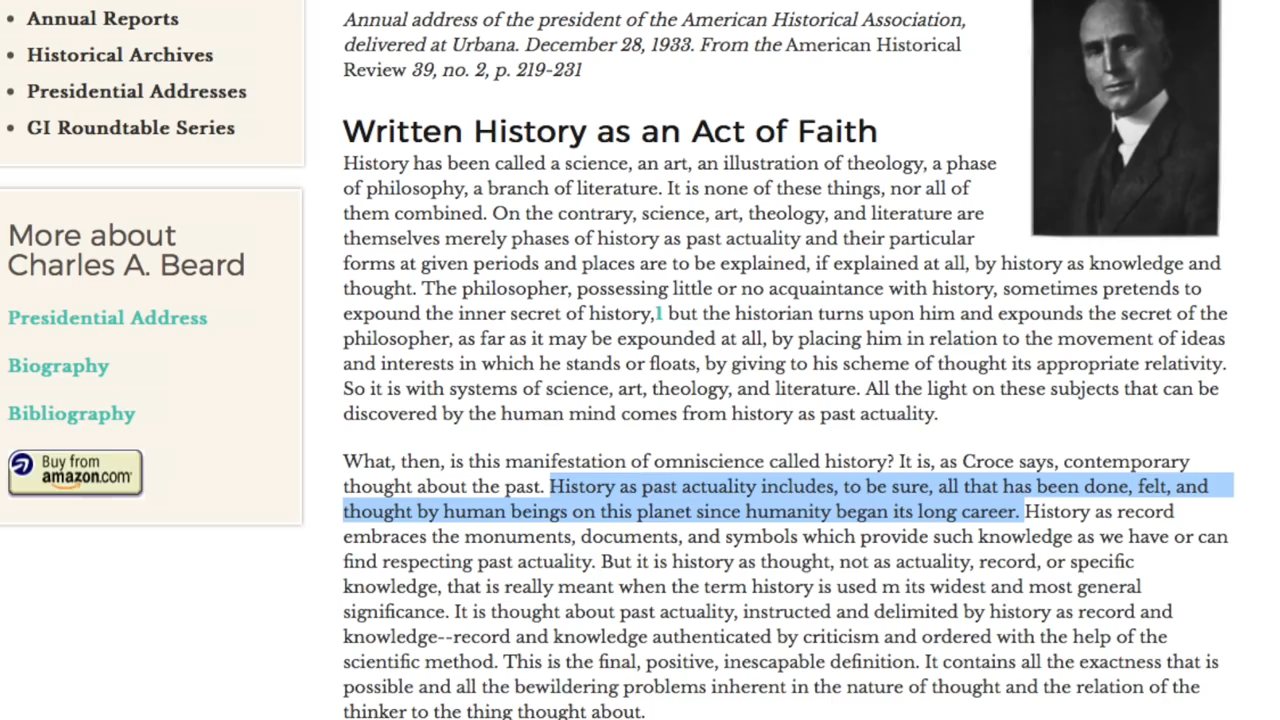 Annual Reports
Historical Archives
Presidential Addresses
GI Roundtable Series
More about
Charles A. Beard
Presidential Address
Biography
Bibliography
Buy from
amazon.com
Annual address of the president of the American Historical Association,
delivered at Urbana. December 28, 1933. From the American Historical
Review 39, no. 2, p. 219-231
Written History as an Act of Faith
History has been called a science, an art, an illustration of theology, a phase
of philosophy, a branch of literature. It is none of these things, nor all of
them combined. On the contrary, science, art, theology, and literature are
themselves merely phases of history as past actuality and their particular
forms at given periods and places are to be explained, if explained at all, by history as knowledge and
thought. The philosopher, possessing little or no acquaintance with history, sometimes pretends to
expound the inner secret of history,1 but the historian turns upon him and expounds the secret of the
philosopher, as far as it may be expounded at all, by placing him in relation to the movement of ideas
and interests in which he stands or floats, by giving to his scheme of thought its appropriate relativity.
So it is with systems of science, art, theology, and literature. All the light on these subjects that can be
discovered by the human mind comes from history as past actuality.
What, then, is this manifestation of omniscience called history? It is, as Croce says, contemporary
thought about the past. History as past actuality includes, to be sure, all that has been done, felt, and
thought by human beings on this planet since humanity began its long career. History as record
embraces the monuments, documents, and symbols which provide such knowledge as we have or can
find respecting past actuality. But it is history as thought, not as actuality, record, or specific
knowledge, that is really meant when the term history is used m its widest and most general
significance. It is thought about past actuality, instructed and delimited by history as record and
knowledge--record and knowledge authenticated by criticism and ordered with the help of the
scientific method. This is the final, positive, inescapable definition. It contains all the exactness that is
possible and all the bewildering problems inherent in the nature of thought and the relation of the
thinker to the thing thought about.